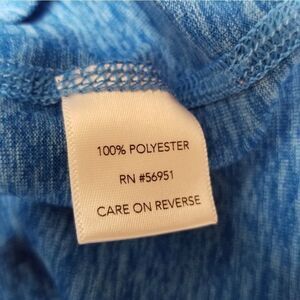 100% POLYESTER
RN #56951
CARE ON REVERSE